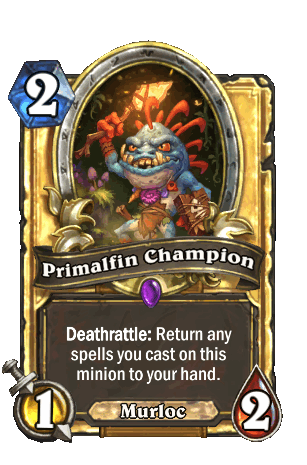 2
Primalfin Champion
Deathrattle: Return any
spells you cast on this
minion to your hand.
1
Murloc
2